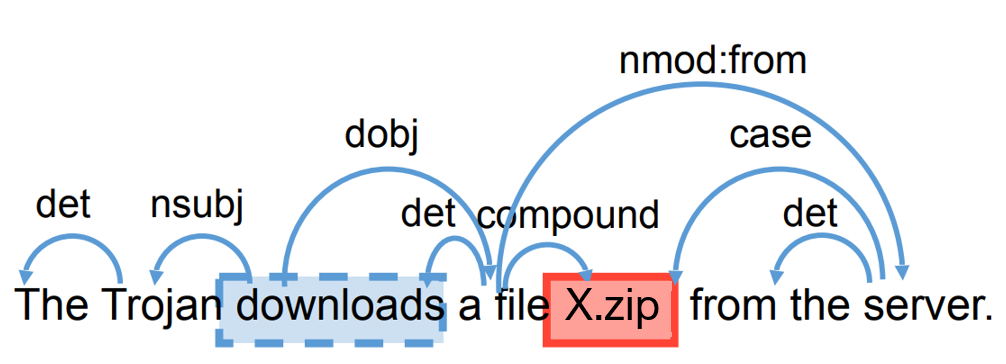 nmod:from
dobj case
det nsubj det compound det
The Trojan downloads a file X.zip from the server.